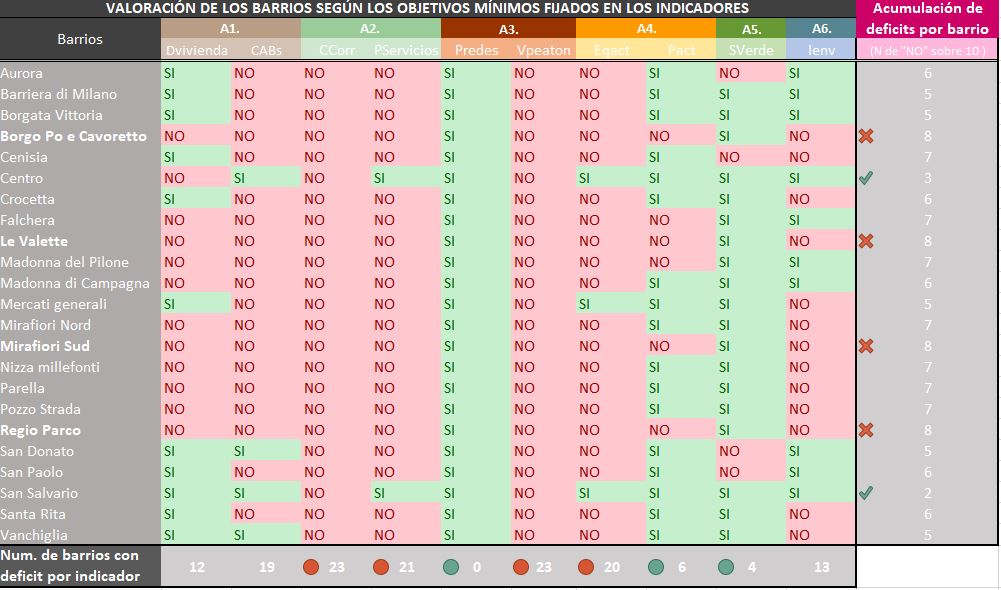 VALORACIÓN DE LOS BARRIOS SEGÚN LOS OBJETIVOS MÍNIMOS FIJADOS EN LOS INDICADORES Acumulación de deficits por barrio
Barrios A1. A2. A3. A4. A5. A6.
Dvivienda CABs CCorr PServicios Predes Vpeaton Eqact Pact SVerde Ienv (N de "NO" sobre 10 )
Aurora SI NO NO NO SI NO NO SI NO SI 6
Barriera di Milano SI NO NO NO SI NO NO SI SI SI 5
Borgata Vittoria SI NO NO NO SI NO NO SI SI SI 5
Borgo Po e Cavoretto NO NO NO NO SI NO NO NO SI NO 8
Cenisia SI NO NO NO SI NO NO SI NO NO 7
Centro NO SI NO SI SI NO SI SI SI SI 3
Crocetta SI NO NO NO SI NO NO SI SI NO 6
Falchera NO NO NO NO SI NO NO NO SI SI 7
Le Valette NO NO NO NO SI NO NO NO SI NO 8
Madonna del Pilone NO NO NO NO SI NO NO NO SI SI 7
Madonna di Campagna NO NO NO NO SI NO NO SI SI SI 6
Mercati generali SI NO NO NO SI NO SI SI SI NO 5
Mirafiori Nord NO NO NO NO SI NO NO SI SI NO 7
Mirafiori Sud NO NO NO NO SI NO NO NO SI NO 8
Nizza millefonti NO NO NO NO SI NO NO SI SI NO 7
Parella NO NO NO NO SI NO NO SI SI NO 7
Pozzo Strada NO NO NO NO SI NO NO SI SI NO 7
Regio Parco NO NO NO NO SI NO NO NO SI NO 8
San Donato SI SI NO NO SI NO NO SI NO SI 5
San Paolo SI NO NO NO SI NO NO SI NO SI 6
San Salvario SI SI NO SI SI NO SI SI SI SI 2
Santa Rita SI NO NO NO SI NO NO SI SI NO 6
Vanchiglia SI SI NO NO SI NO NO SI SI NO 5
Num. de barrios con deficit por indicador 12 19 23 21 0 23 20 6 4 13